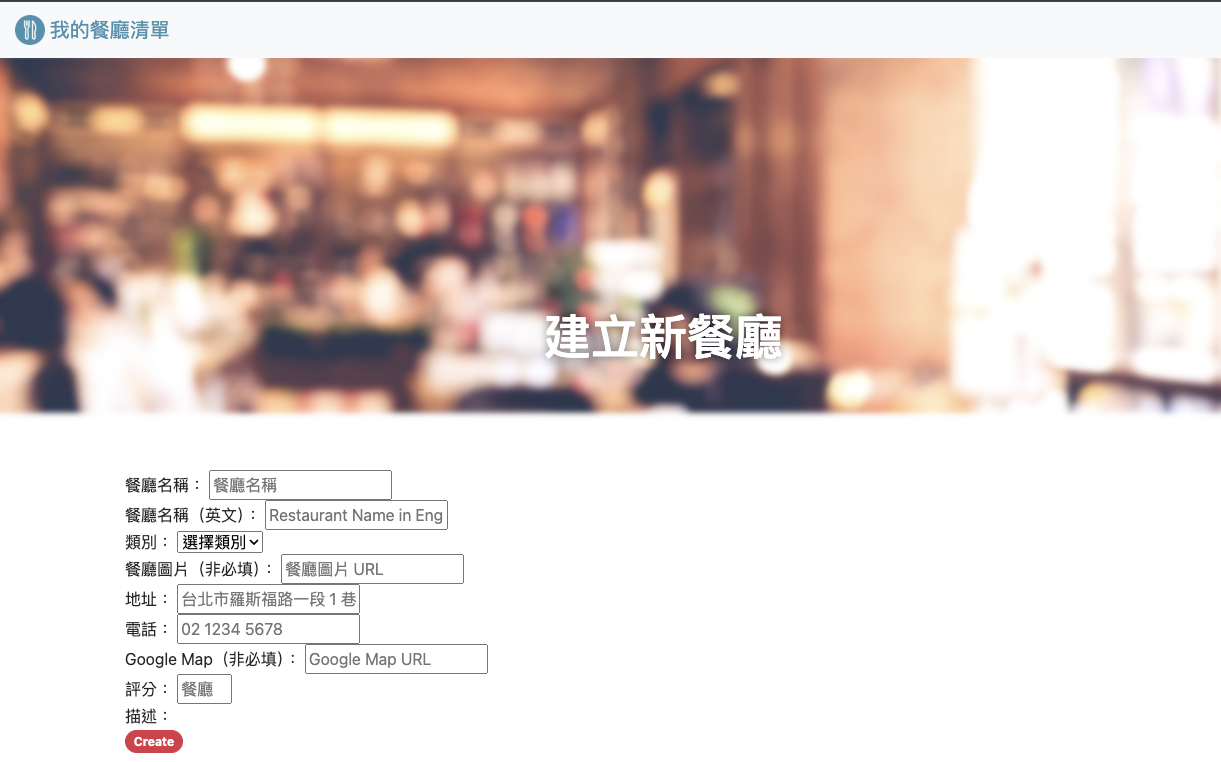 我的餐廳清單
建立新餐廳
餐廳名稱： 餐廳名稱
餐廳名稱（英文）： Restaurant Name in Eng
類別： 選擇類別
餐廳圖片（非必填）： 餐廳圖片 URL
地址： 台北市羅斯福路一段 1 巷
電話： 02 1234 5678
Google Map（非必填）： Google Map URL
評分： 餐廳
描述：
Create